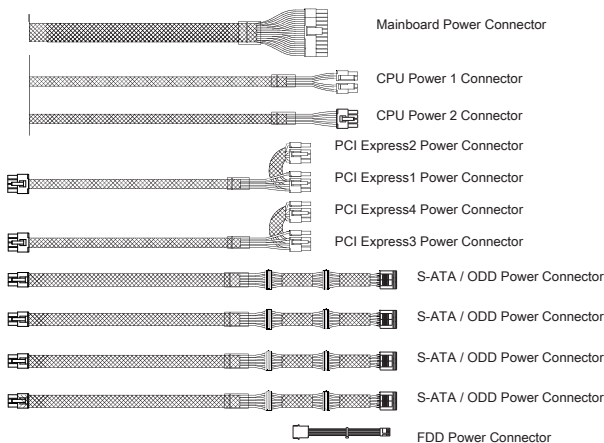 Mainboard Power Connector
CPU Power 1 Connector
CPU Power 2 Connector
PCI Express2 Power Connector
PCI Express1 Power Connector
PCI Express4 Power Connector
PCI Express3 Power Connector
S-ATA / ODD Power Connector
S-ATA / ODD Power Connector
S-ATA / ODD Power Connector
S-ATA / ODD Power Connector
FDD Power Connector